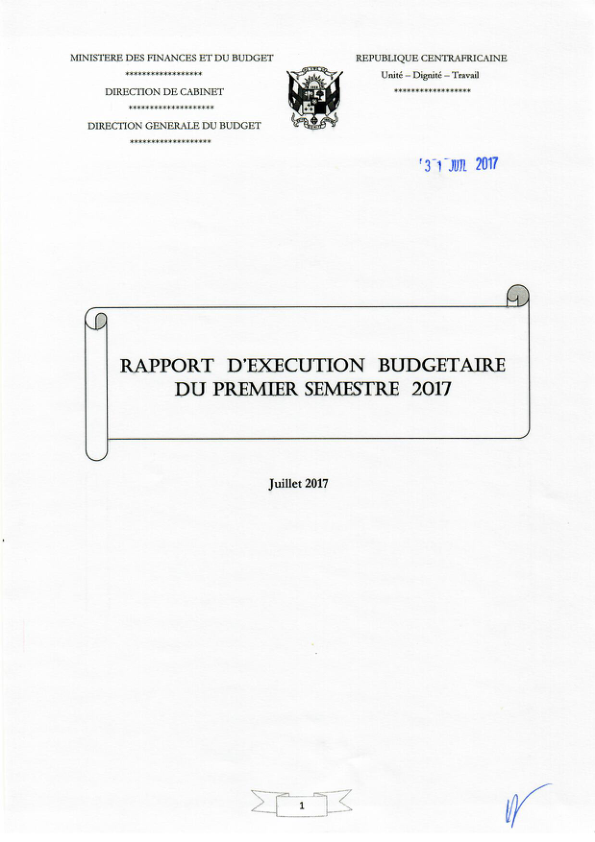 MINISTERE DES FINANCES ET DU BUDGET
******************
DIRECTION DE CABINET
********************
DIRECTION GENERALE DU BUDGET
*******************
REPUBLIQUE CENTRAFRICAINE
Unité – Dignité – Travail
******************
31 JUIL 2017
RAPPORT D'EXECUTION BUDGETAIRE
DU PREMIER SEMESTRE 2017
Juillet 2017
1